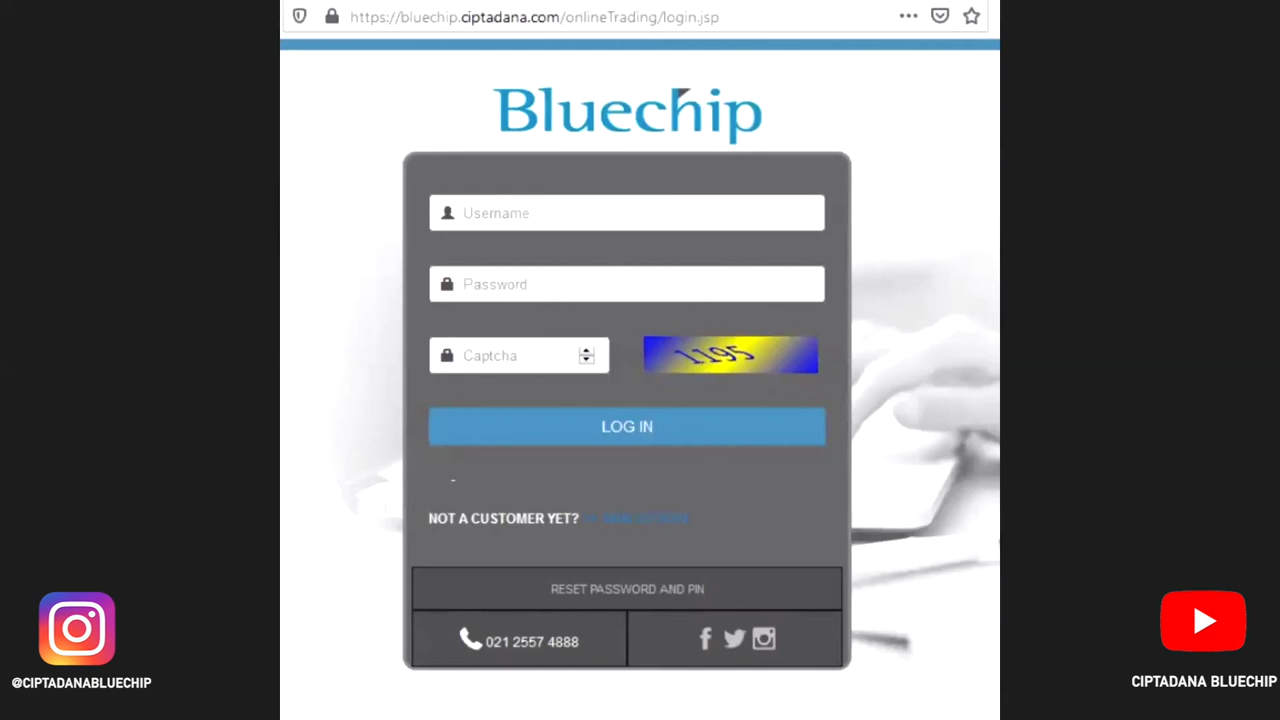 https://bluechip.ciptadana.com/onlineTrading/login.jsp
Bluechip
Username
Password
Captcha
1195
LOG IN
-
NOT A CUSTOMER YET?
RESET PASSWORD AND PIN
021 2557 4888
@CIPTADANABLUECHIP
CIPTADANA BLUECHIP